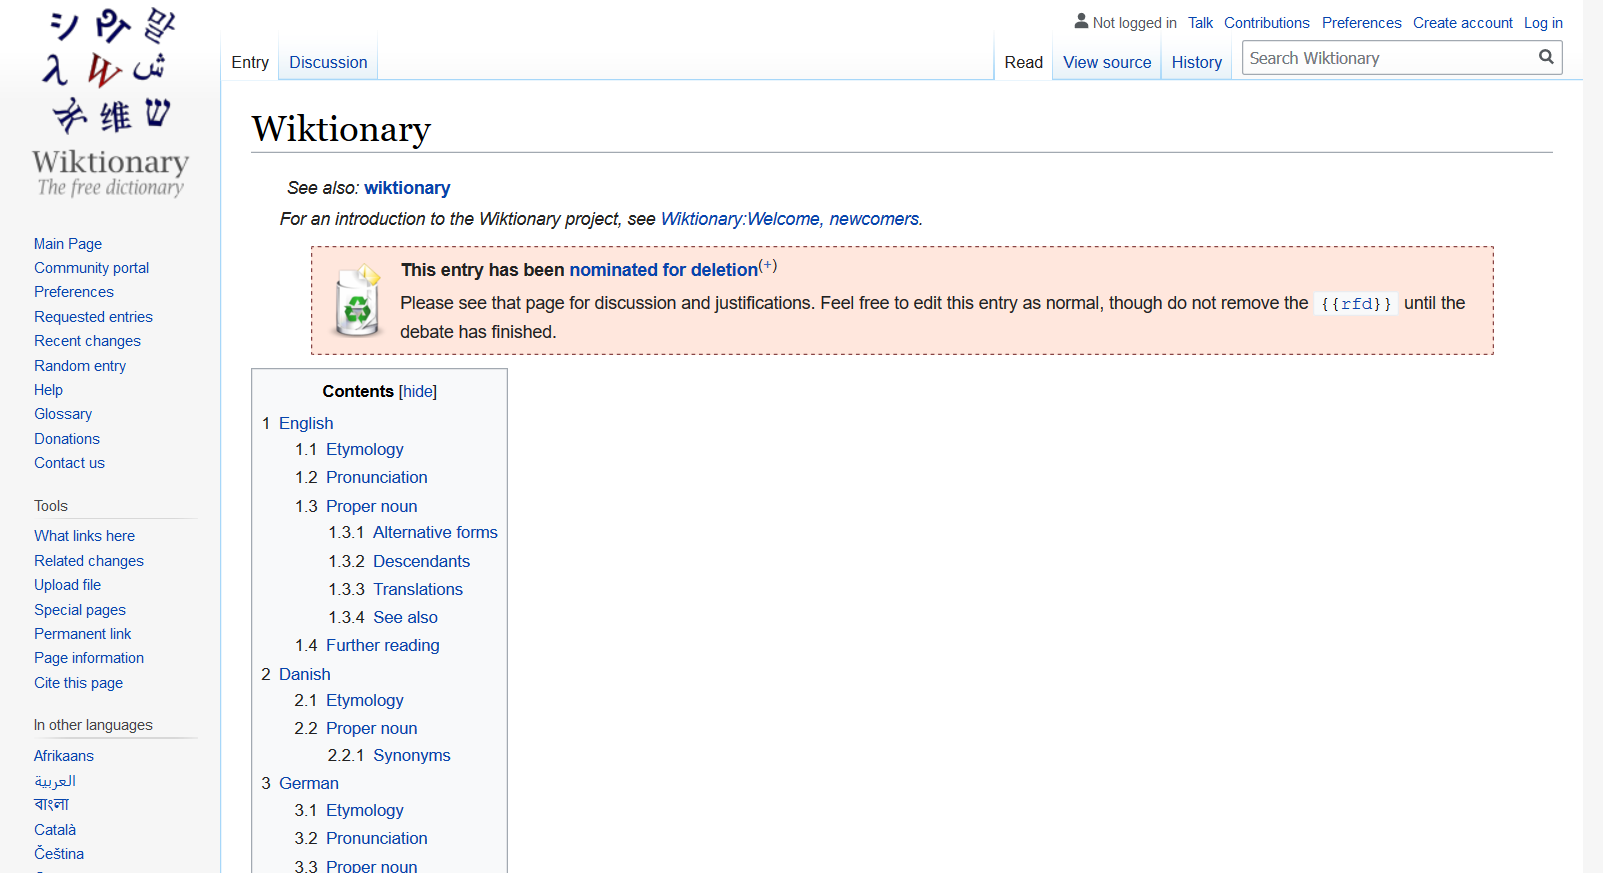 シ ዋ 말
λ W ش
维 ש
Wiktionary
The free dictionary
Not logged in Talk Contributions Preferences Create account Log in
Entry Discussion
Read View source History
Search Wiktionary
Wiktionary
See also: wiktionary
For an introduction to the Wiktionary project, see Wiktionary:Welcome, newcomers.
This entry has been nominated for deletion(+)
Please see that page for discussion and justifications. Feel free to edit this entry as normal, though do not remove the {{rfd}} until the
debate has finished.
Main Page
Community portal
Preferences
Requested entries
Recent changes
Random entry
Help
Glossary
Donations
Contact us
Tools
What links here
Related changes
Upload file
Special pages
Permanent link
Page information
Cite this page
In other languages
Afrikaans
العربية
বাংলা
Català
Čeština
Contents [hide]
1 English
1.1 Etymology
1.2 Pronunciation
1.3 Proper noun
1.3.1 Alternative forms
1.3.2 Descendants
1.3.3 Translations
1.3.4 See also
1.4 Further reading
2 Danish
2.1 Etymology
2.2 Proper noun
2.2.1 Synonyms
3 German
3.1 Etymology
3.2 Pronunciation
3.3 Proper noun